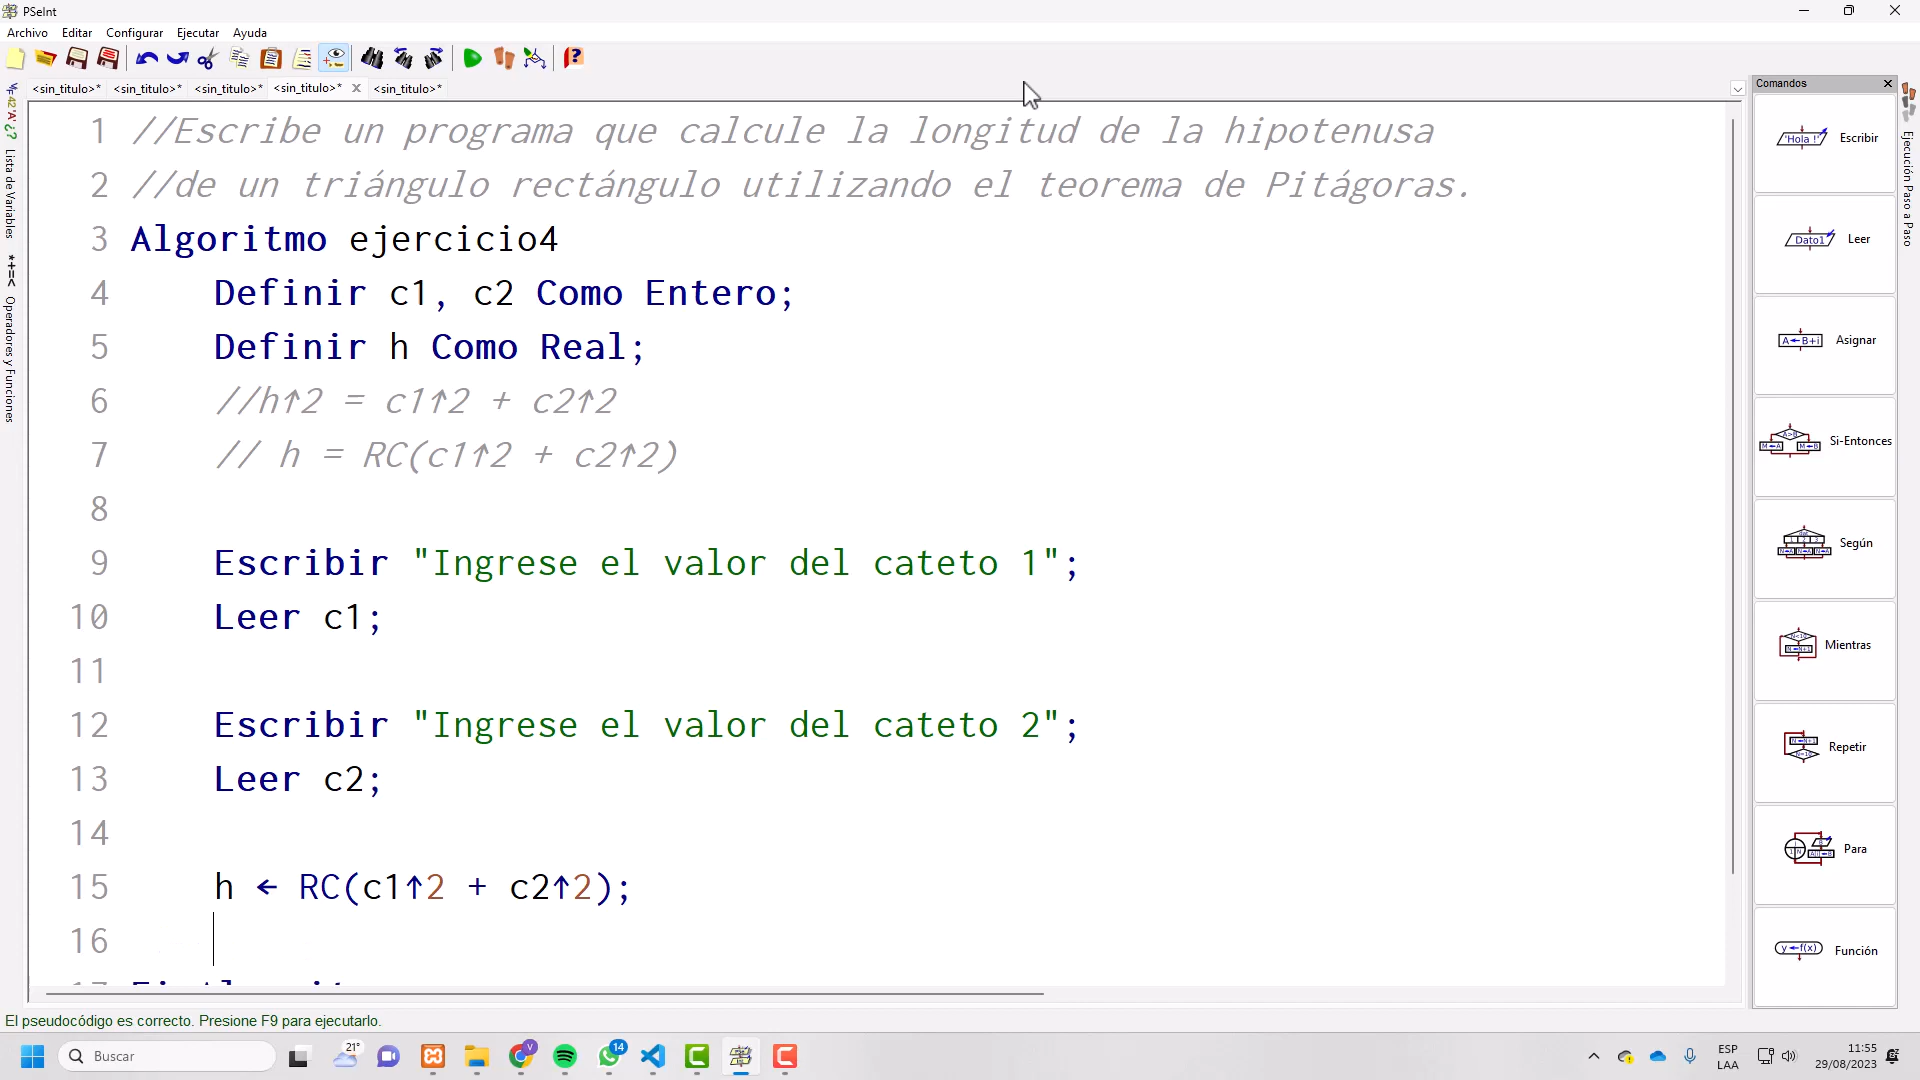 PSeInt
Archivo Editar Configurar Ejecutar Ayuda
<sin_titulo>* <sin_titulo>* <sin_titulo>* <sin_titulo>* <sin_titulo>*
Comandos
Lista de Variables
Operadores y Funciones
1 //Escribe un programa que calcule la longitud de la hipotenusa
2 //de un triángulo rectángulo utilizando el teorema de Pitágoras.
3 Algoritmo ejercicio4
4 Definir c1, c2 Como Entero;
5 Definir h Como Real;
6 //h↑2 = c1↑2 + c2↑2
7 // h = RC(c1↑2 + c2↑2)
8
9 Escribir "Ingrese el valor del cateto 1";
10 Leer c1;
11
12 Escribir "Ingrese el valor del cateto 2";
13 Leer c2;
14
15 h ← RC(c1↑2 + c2↑2);
16
'Hola !' Escribir
Dato1 Leer
A←B+i Asignar
Si-Entonces
Según
Mientras
Repetir
Para
y←f(x) Función
Ejecución Paso a Paso
El pseudocódigo es correcto. Presione F9 para ejecutarlo.
Buscar
21°
V
14
ESP
LAA
11:55
29/08/2023